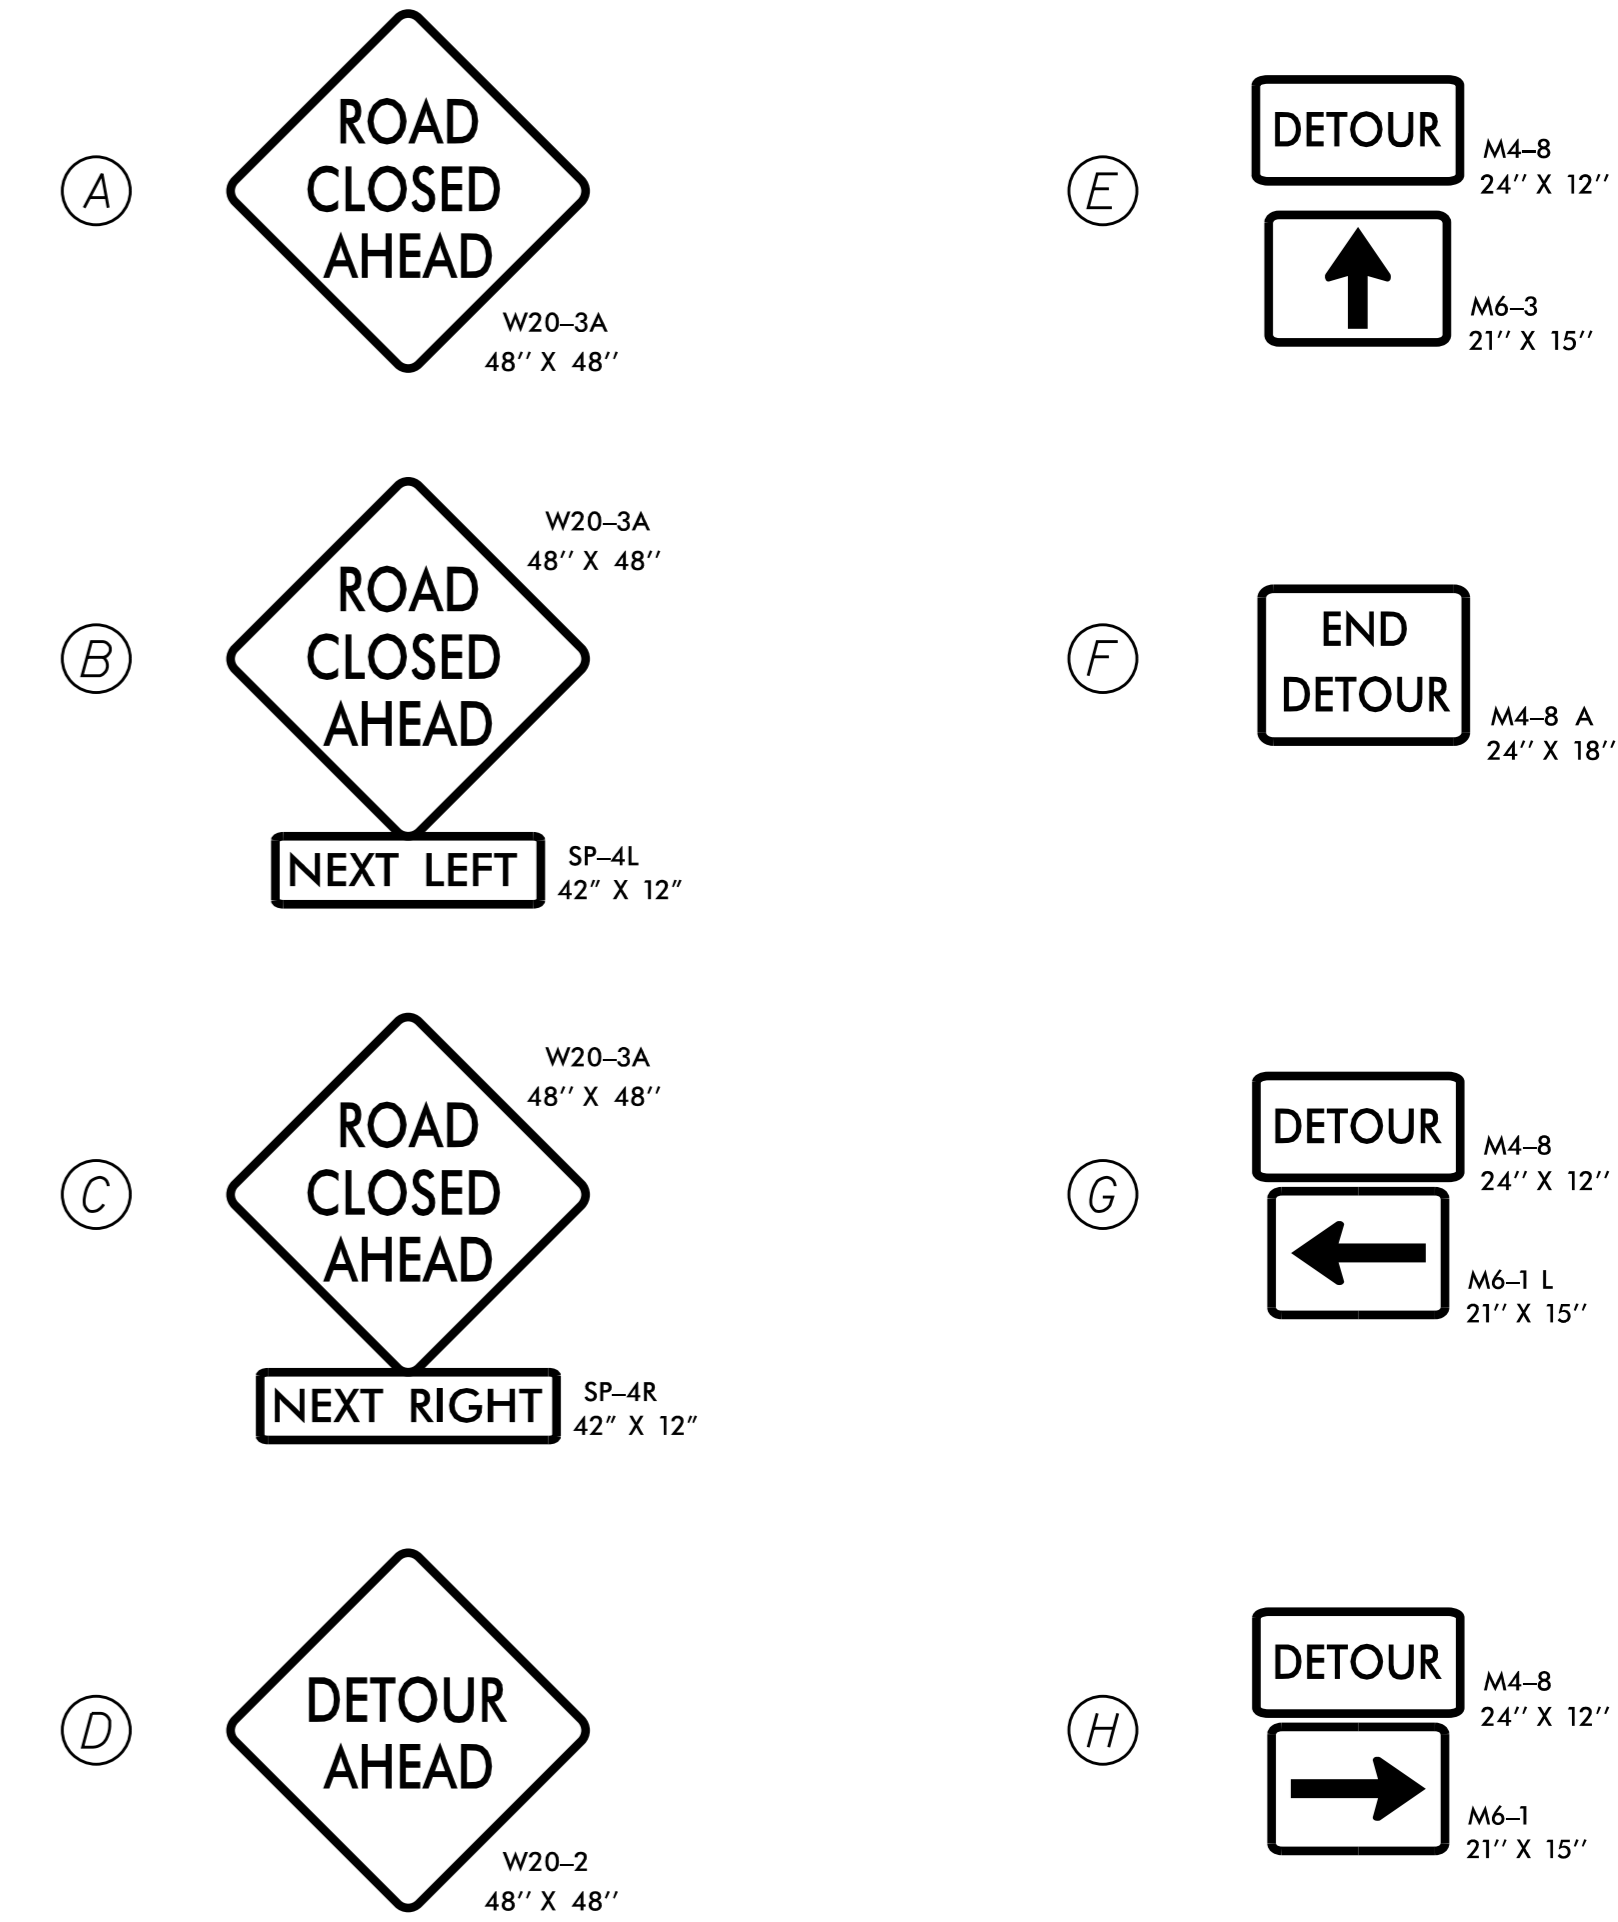 A
ROAD
CLOSED
AHEAD
W20–3A
48'' X 48''
B
W20–3A
48'' X 48''
ROAD
CLOSED
AHEAD
NEXT LEFT
SP–4L
42" X 12"
C
W20–3A
48'' X 48''
ROAD
CLOSED
AHEAD
NEXT RIGHT
SP–4R
42" X 12"
D
DETOUR
AHEAD
W20–2
48'' X 48''
E
DETOUR
M4–8
24'' X 12''
M6–3
21'' X 15''
F
END
DETOUR
M4–8 A
24'' X 18''
G
DETOUR
M4–8
24'' X 12''
M6–1 L
21'' X 15''
H
DETOUR
M4–8
24'' X 12''
M6–1
21'' X 15''